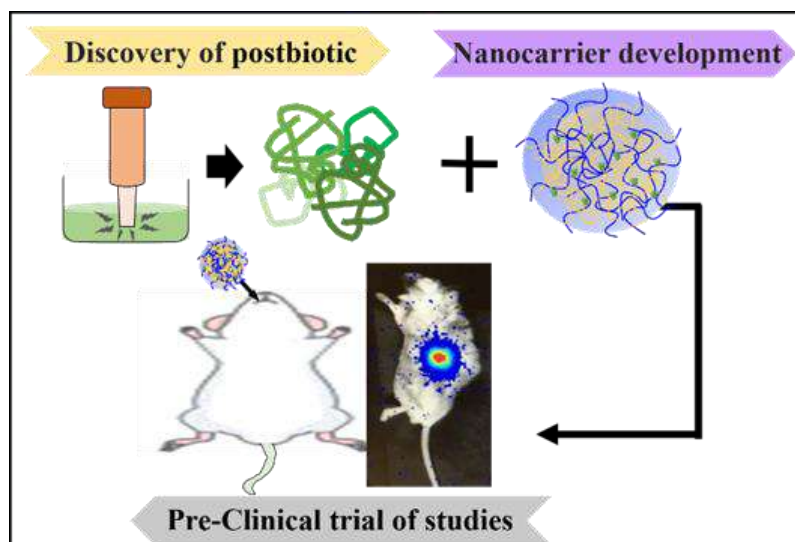 Discovery of postbiotic
Nanocarrier development
Pre-Clinical trial of studies